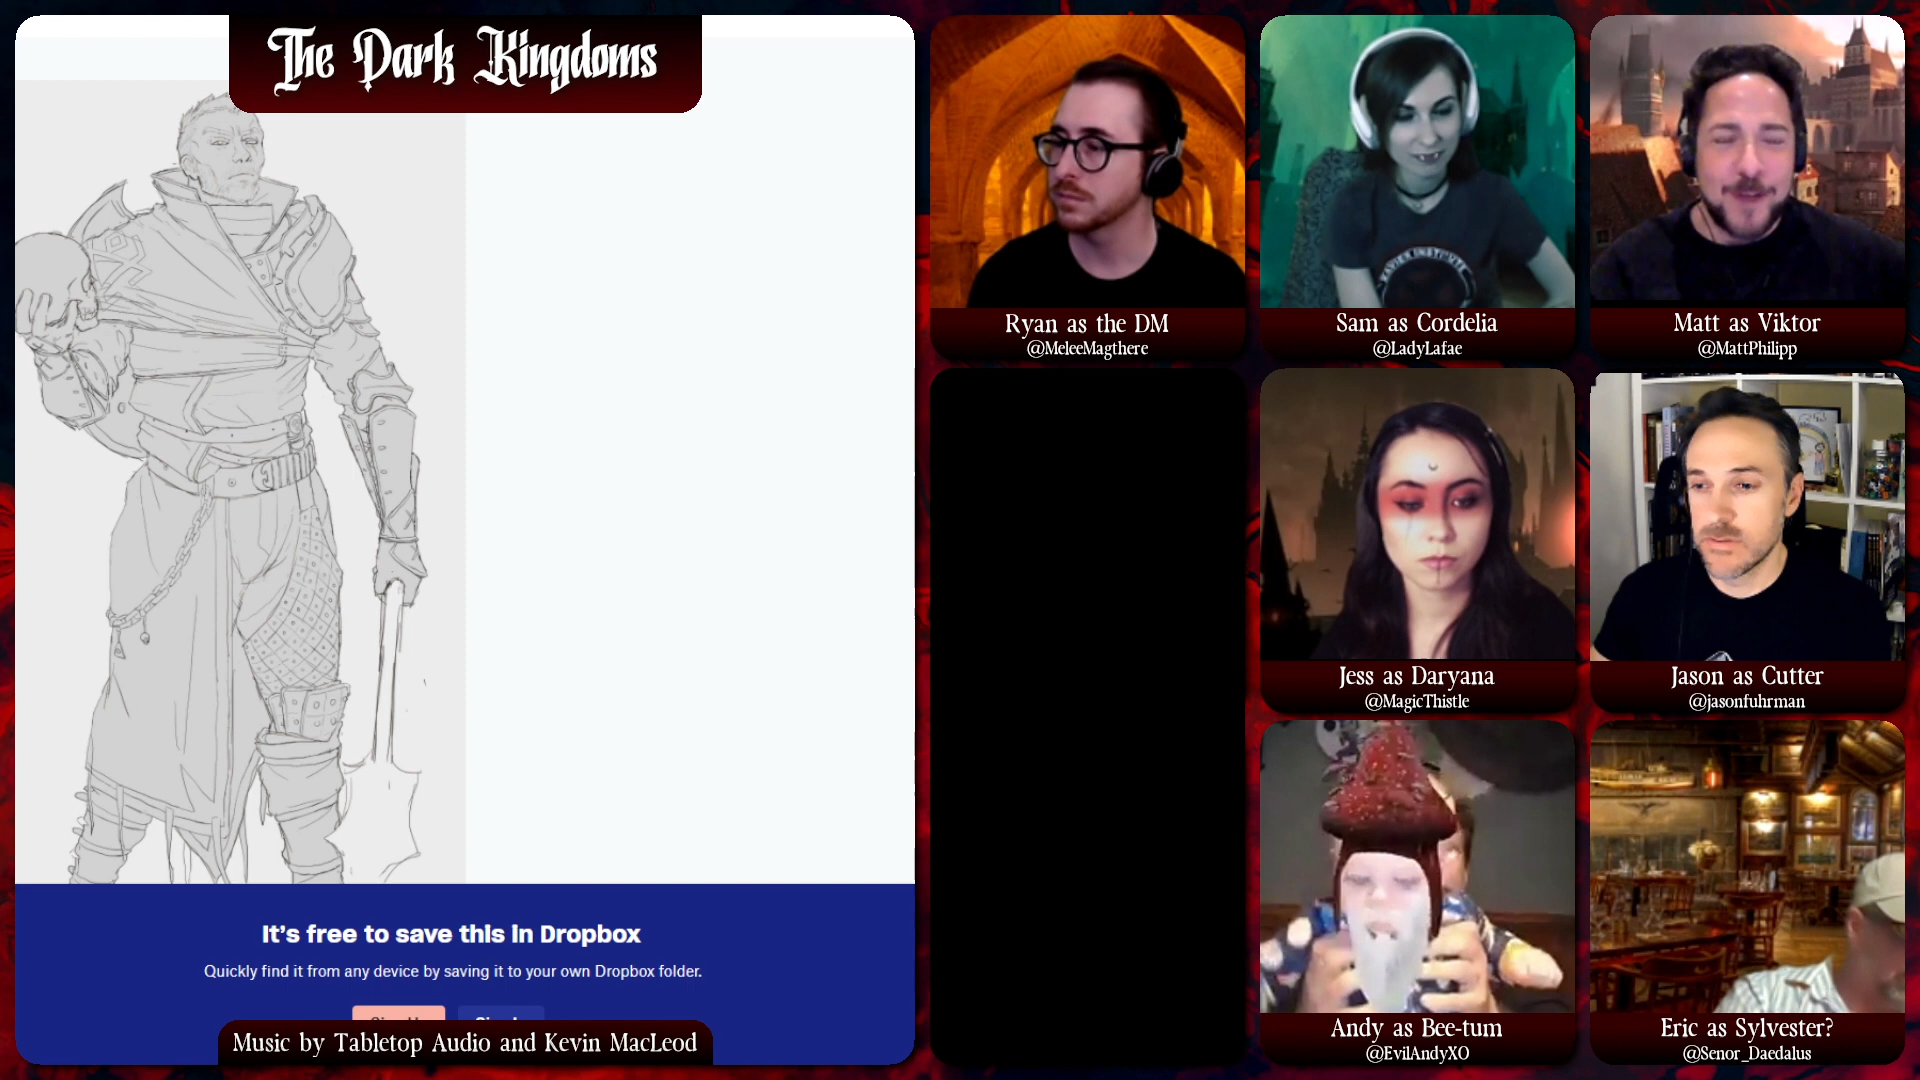 The Dark Kingdoms
It's free to save this in Dropbox
Quickly find it from any device by saving it to your own Dropbox folder.
Music by Tabletop Audio and Kevin MacLeod
Ryan as the DM
@MeleeMagthere
Sam as Cordelia
@LadyLafae
Matt as Viktor
@MattPhilipp
Jess as Daryana
@MagicThistle
Jason as Cutter
@jasonfuhrman
Andy as Bee-tum
@EvilAndyXO
Eric as Sylvester?
@Senor_Daedalus